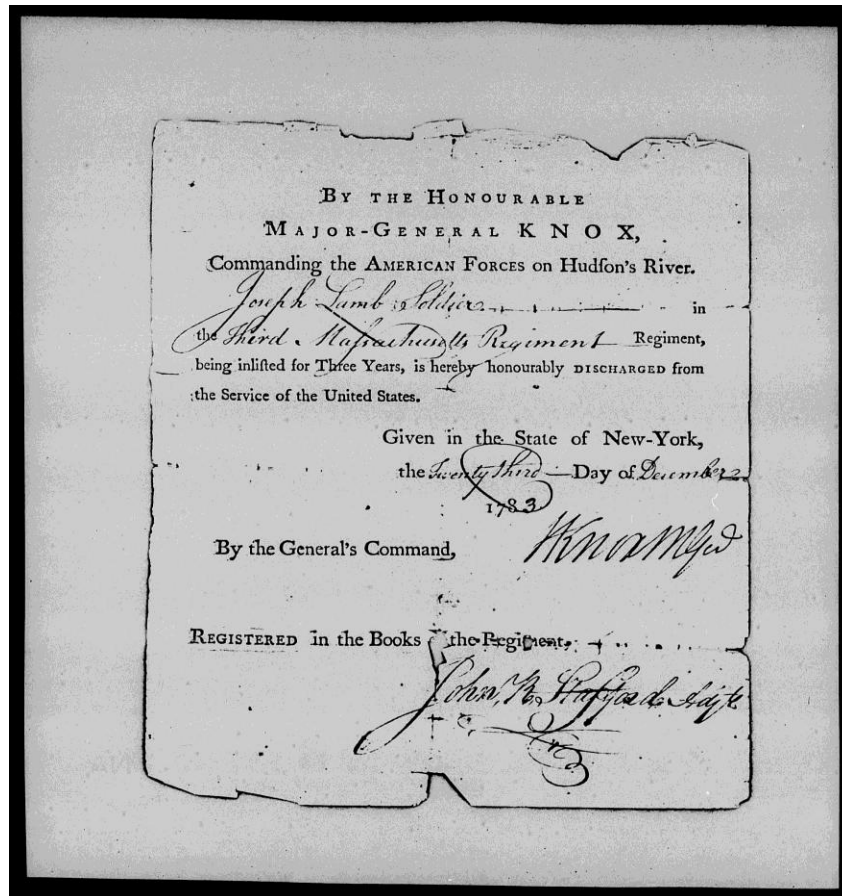 BY THE HONOURABLE
MAJOR-GENERAL KNOX,
Commanding the AMERICAN FORCES on Hudſon's River.
Joseph Lamb Soldier in
the Third Maſsachusetts Regiment Regiment,
being inliſted for Three Years, is hereby honourably DISCHARGED from
the Service of the United States.
Given in the State of New-York,
the Twenty third Day of December
1783
By the General's Command, HKnox MGen
REGISTERED in the Books the Regiment,
John Stafford Adjt